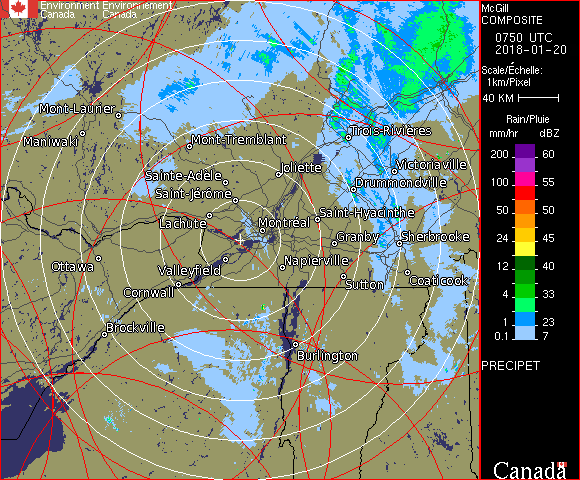 Environment Environnement
Canada Canada
McGill
COMPOSITE
0750 UTC
2018-01-20
Scale/Échelle:
1km/Pixel
40 KM
Rain/Pluie
mm/hr dBZ
200 60
100 55
50 50
24 45
12 40
4 33
1 23
0.1 7
PRECIPET
Canada
Mont-Laurier
Maniwaki
Mont-Tremblant
Trois-Rivières
Sainte-Adèle
Joliette
Victoriaville
Saint-Jérôme
Drummondville
Lachute
Montréal
Saint-Hyacinthe
Granby
Sherbrooke
Ottawa
Valleyfield
Napierville
Cornwall
Sutton
Coaticook
Brockville
Burlington